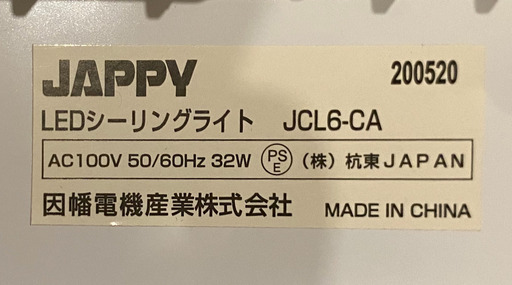 JAPPY 200520
LEDシーリングライト JCL6-CA
AC100V 50/60Hz 32W PSE (株) 杭東JAPAN
因幡電機産業株式会社 MADE IN CHINA